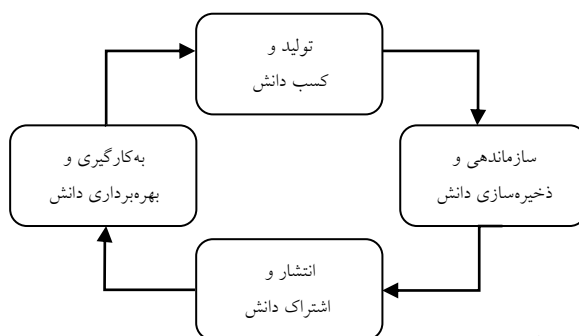 تولید و
کسب دانش
سازماندهی و
ذخیره‌سازی دانش
انتشار و
اشتراک دانش
به‌کارگیری و
بهره‌برداری دانش